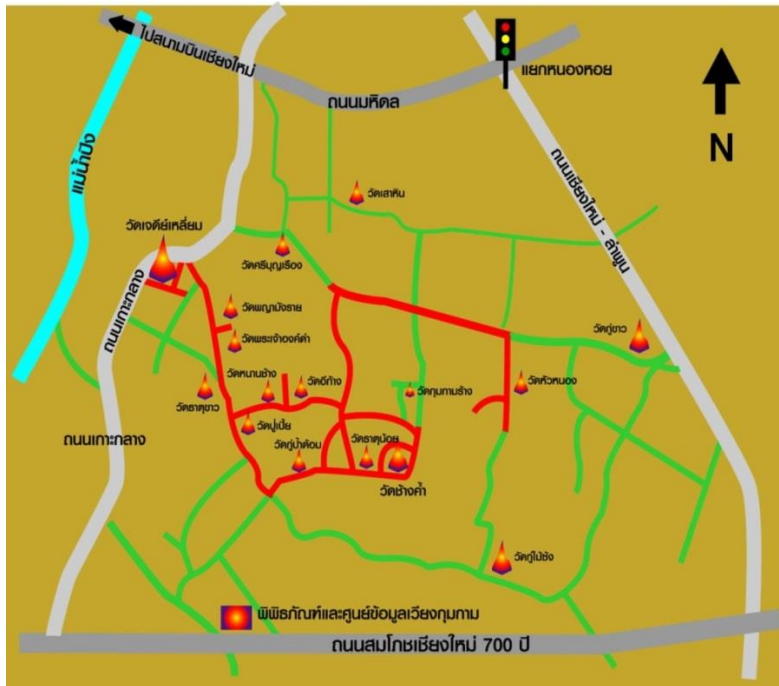 ไปสนามบินเชียงใหม่
แยกหนองหอย
ถนนมหิดล
N
แม่น้ำปิง
ถนนเชียงใหม่ - ลำพูน
วัดเสาหิน
วัดเจดีย์เหลี่ยม
วัดศรีบุญเรือง
ถนนเกาะกลาง
วัดพญามังราย
วัดพระเจ้าองค์ดำ
วัดกู่ขาว
วัดหนานช้าง
วัดอีก้าง
วัดกุมกามร้าง
วัดหัวหนอง
วัดธาตุขาว
วัดปู่เปี้ย
ถนนเกาะกลาง
วัดกู่บ้าด้อม
วัดธาตุน้อย
วัดช้างค้ำ
วัดกู่ไม้ซ้ง
พิพิธภัณฑ์และศูนย์ข้อมูลเวียงกุมกาม
ถนนสมโภชเชียงใหม่ 700 ปี